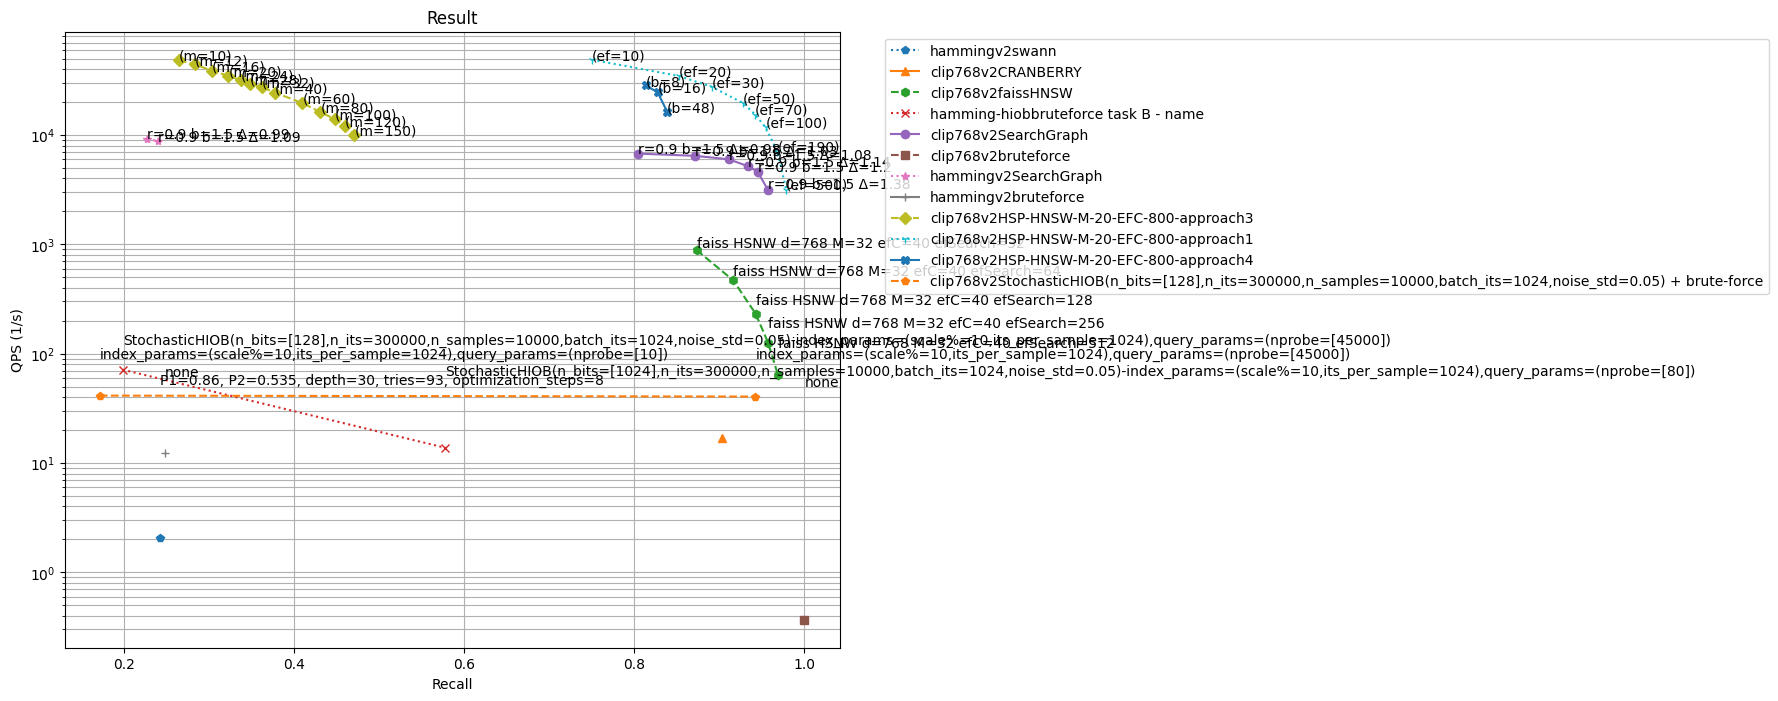 Result
(m=10)
(m=12)
(m=16)
(m=20)
(m=24)
(m=28)
(m=32)
(m=40)
(m=60)
(m=80)
(m=100)
(m=120)
(m=150)
(ef=10)
(ef=20)
(ef=30)
(ef=50)
(ef=70)
(ef=100)
(ef=190)
(ef=500)
(b=8)
(b=16)
(b=48)
r=0.9 b=1.5 Δ=0.99
r=0.9 b=1.5 Δ=1.09
r=0.9 b=1.5 Δ=0.98
r=0.9 b=1.5 Δ=1.08
r=0.9 b=1.5 Δ=1.14
r=0.9 b=1.5 Δ=1.2
r=0.9 b=1.5 Δ=1.38
faiss HSNW d=768 M=32 efC=40 efSearch=32
faiss HSNW d=768 M=32 efC=40 efSearch=64
faiss HSNW d=768 M=32 efC=40 efSearch=128
faiss HSNW d=768 M=32 efC=40 efSearch=256
faiss HSNW d=768 M=32 efC=40 efSearch=512
StochasticHIOB(n_bits=[128],n_its=300000,n_samples=10000,batch_its=1024,noise_std=0.05)-index_params=(scale%=10,its_per_sample=1024),query_params=(nprobe=[45000])
index_params=(scale%=10,its_per_sample=1024),query_params=(nprobe=[10])
index_params=(scale%=10,its_per_sample=1024),query_params=(nprobe=[45000])
StochasticHIOB(n_bits=[1024],n_its=300000,n_samples=10000,batch_its=1024,noise_std=0.05)-index_params=(scale%=10,its_per_sample=1024),query_params=(nprobe=[80])
none
P1=0.86, P2=0.535, depth=30, tries=93, optimization_steps=8
none
QPS (1/s)
10^4
10^3
10^2
10^1
10^0
0.2
0.4
0.6
0.8
1.0
Recall
hammingv2swann
clip768v2CRANBERRY
clip768v2faissHNSW
hamming-hiobbruteforce task B - name
clip768v2SearchGraph
clip768v2bruteforce
hammingv2SearchGraph
hammingv2bruteforce
clip768v2HSP-HNSW-M-20-EFC-800-approach3
clip768v2HSP-HNSW-M-20-EFC-800-approach1
clip768v2HSP-HNSW-M-20-EFC-800-approach4
clip768v2StochasticHIOB(n_bits=[128],n_its=300000,n_samples=10000,batch_its=1024,noise_std=0.05) + brute-force